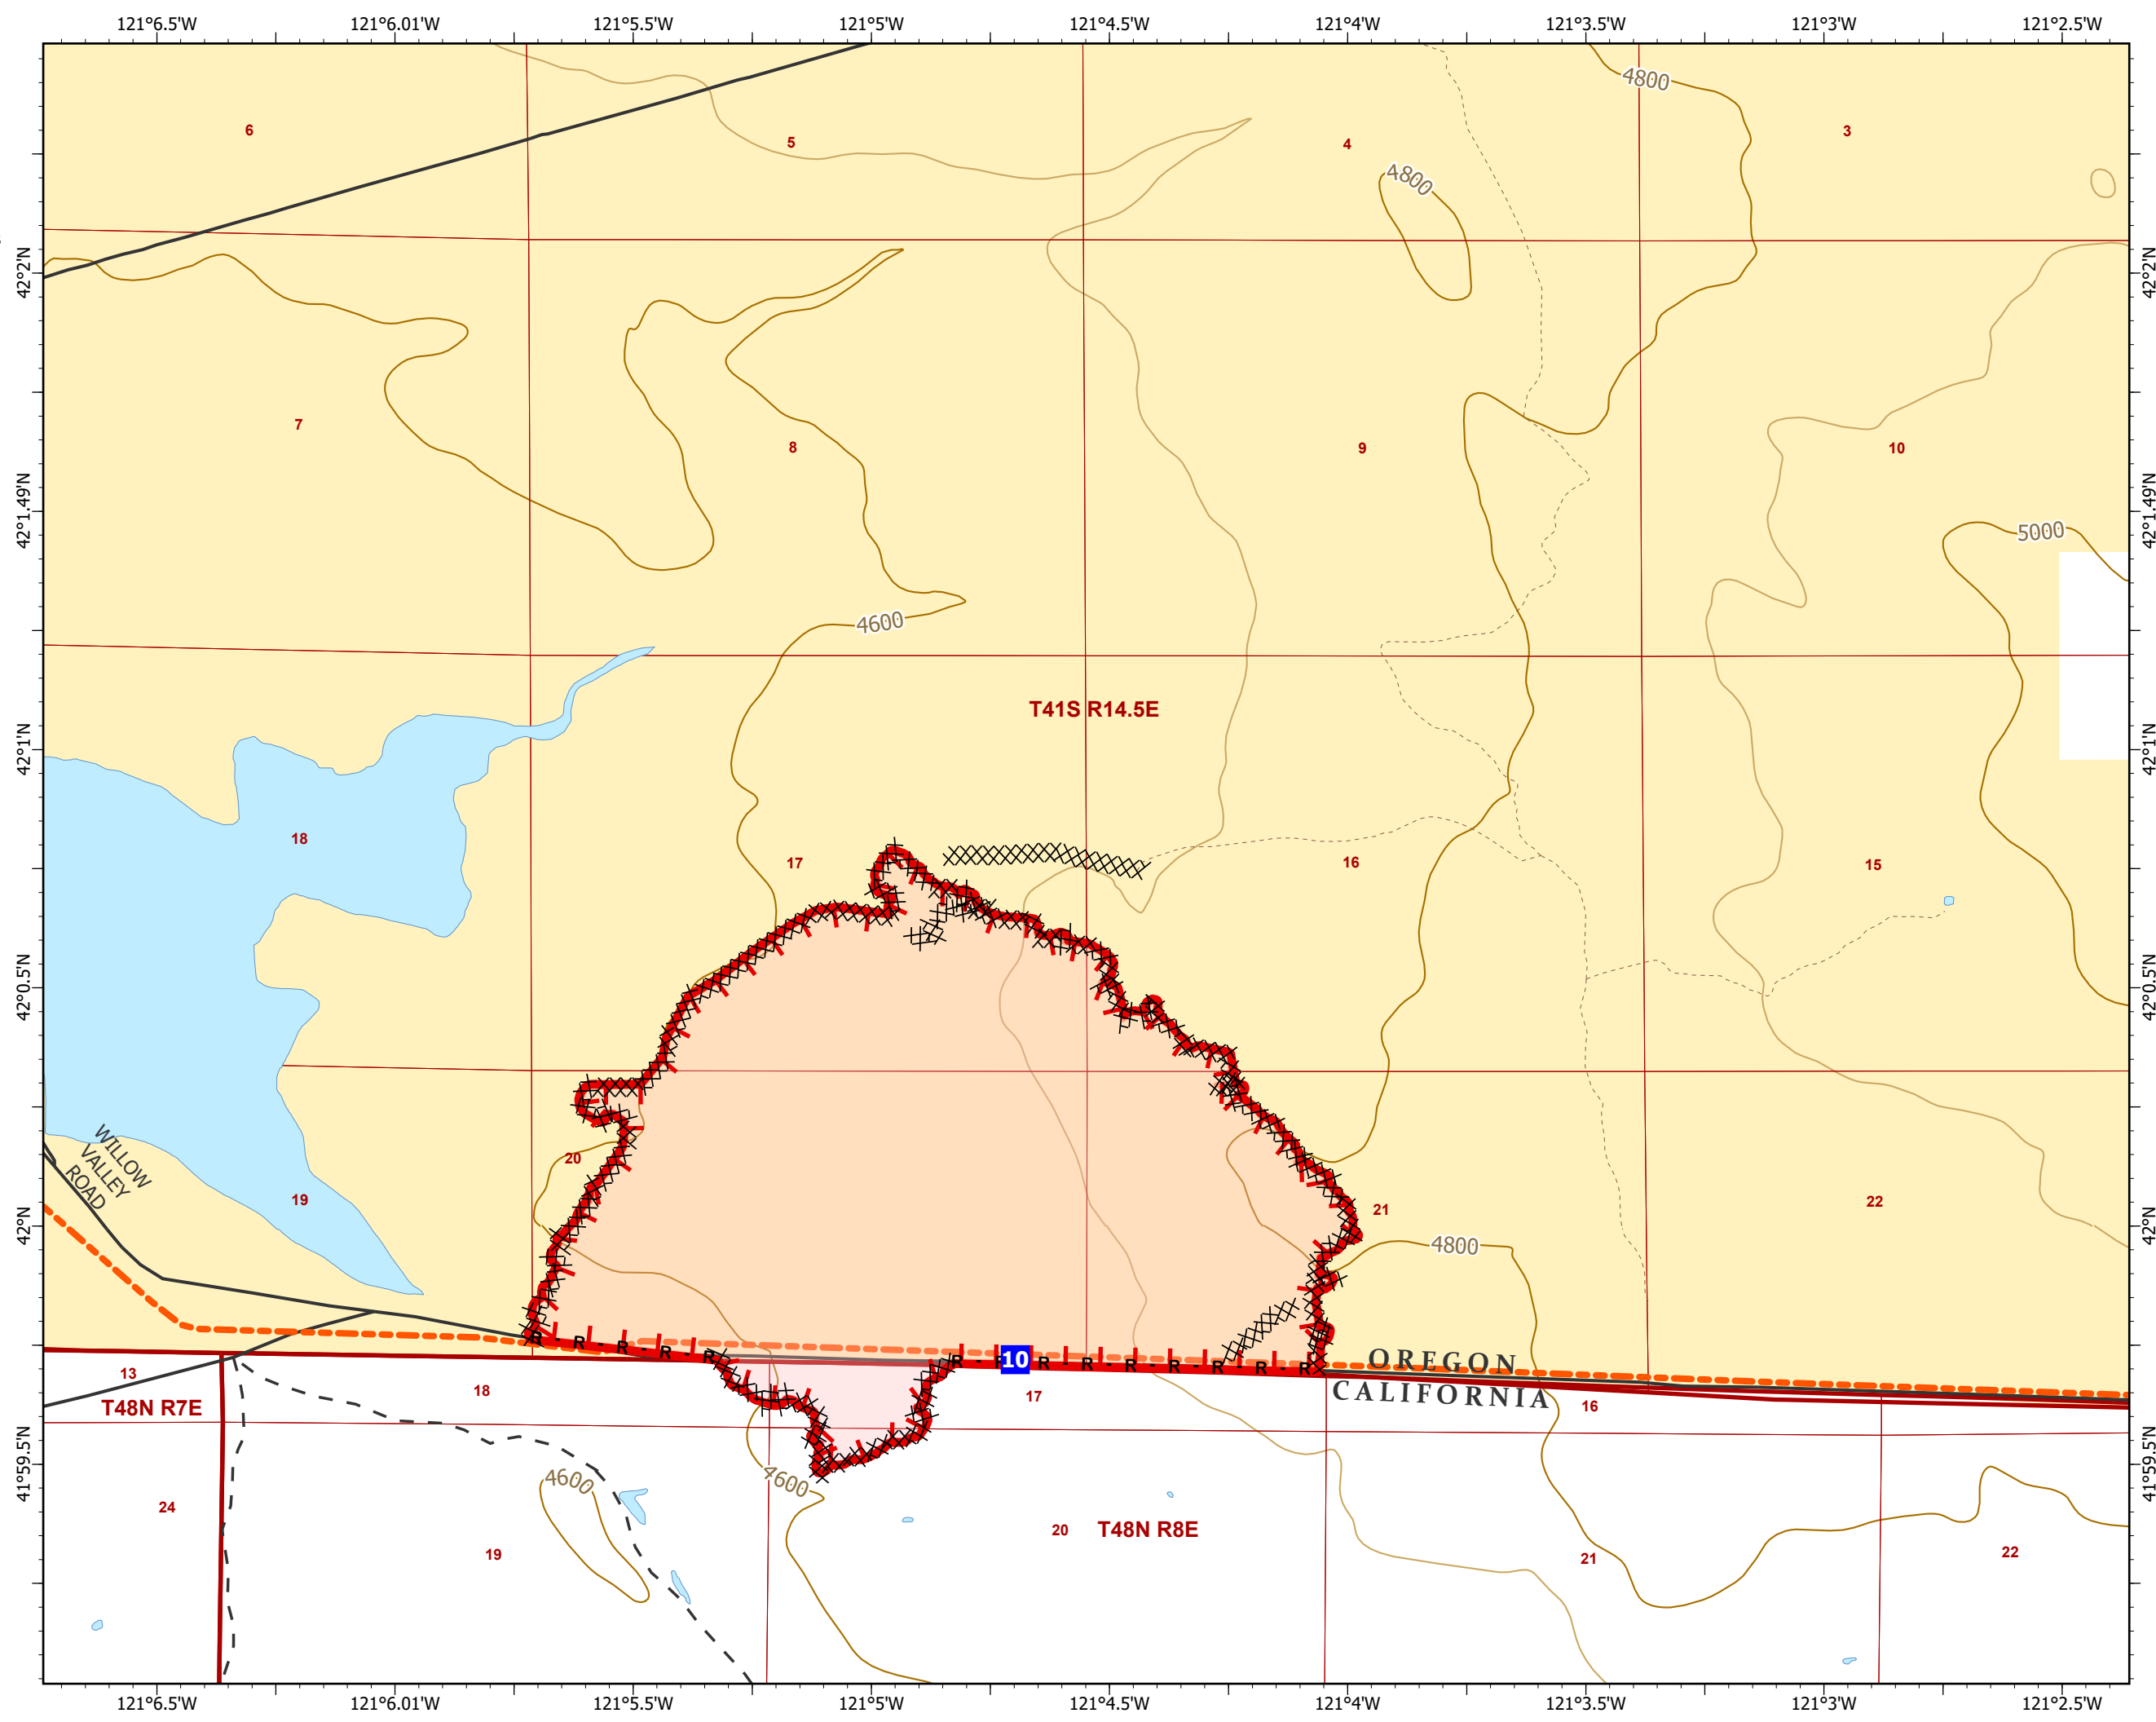 121°6.5'W 121°6.01'W 121°5.5'W 121°5'W 121°4.5'W 121°4'W 121°3.5'W 121°3'W 121°2.5'W
4800
6 5 4 3
4800
42°2'N 42°2'N
7 8 9 10
42°1.49'N 42°1.49'N
5000
4600
T41S R14.5E
42°1'N 42°1'N
18 17 16 15
42°0.5'N 42°0.5'N
WILLOW
VALLEY
ROAD
20
19 21 22
42°N 42°N
4800
R R R R R R R R R R R R R R
10
OREGON
CALIFORNIA
13 18 17 16
T48N R7E
41°59.5'N 41°59.5'N
4600 4600
24 20 T48N R8E
19 21 22
121°6.5'W 121°6.01'W 121°5.5'W 121°5'W 121°4.5'W 121°4'W 121°3.5'W 121°3'W 121°2.5'W